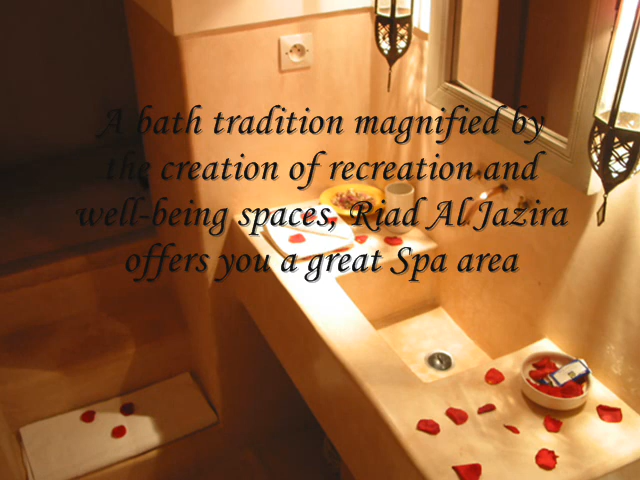 A bath tradition magnified by
the creation of recreation and
well-being spaces, Riad Al Jazira
offers you a great Spa area